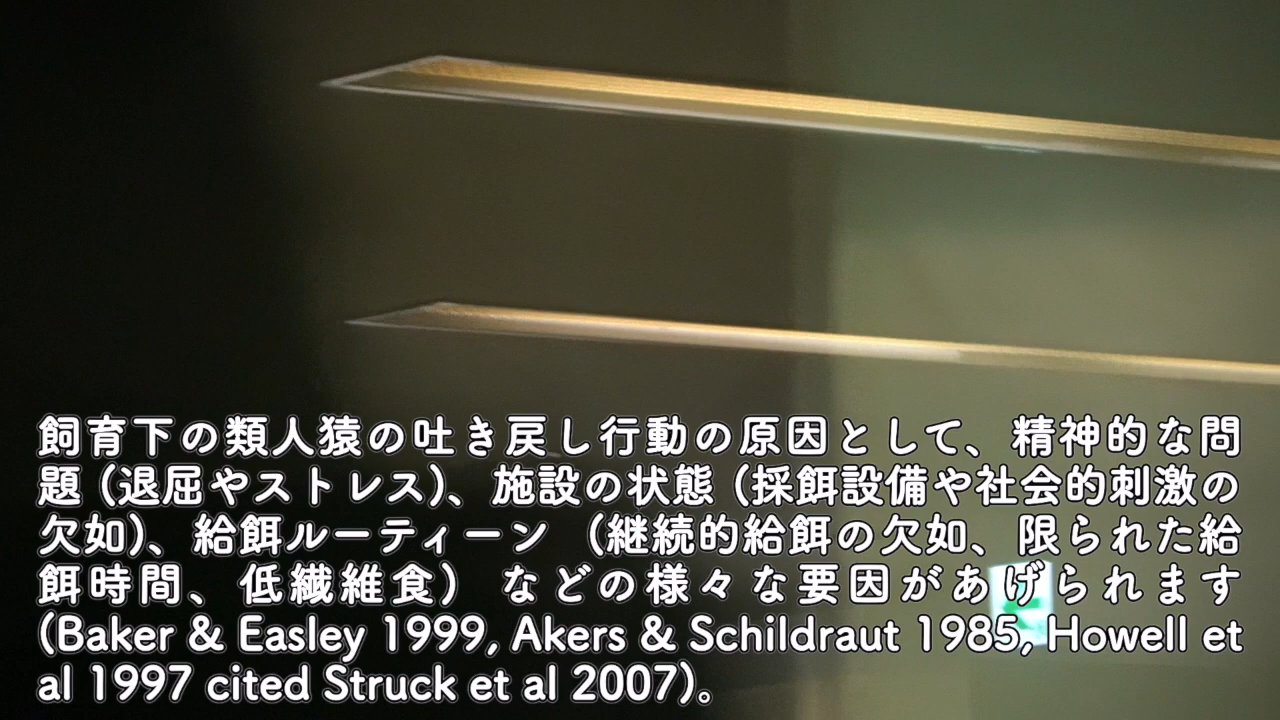 飼育下の類人猿の吐き戻し行動の原因として、精神的な問
題（退屈やストレス）、施設の状態（採餌設備や社会的刺激の
欠如）、給餌ルーティーン （継続的給餌の欠如、限られた給
餌時間、低繊維食） などの様々な要因があげられます
(Baker & Easley 1999, Akers & Schildraut 1985, Howell et
al 1997 cited Struck et al 2007)。